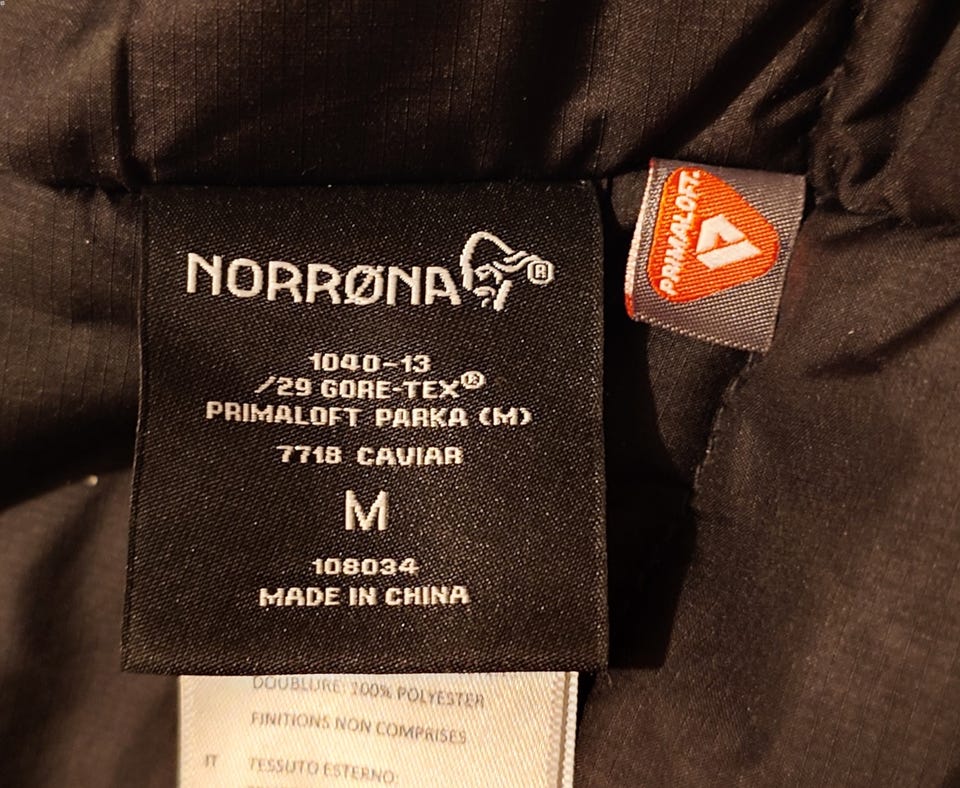 NORRØNA®
1040-13
/29 GORE-TEX®
PRIMALOFT PARKA (M)
7718 CAVIAR
M
108034
MADE IN CHINA
PRIMALOFT
DOUBLURE: 100% POLYESTER
FINITIONS NON COMPRISES
IT TESSUTO ESTERNO: